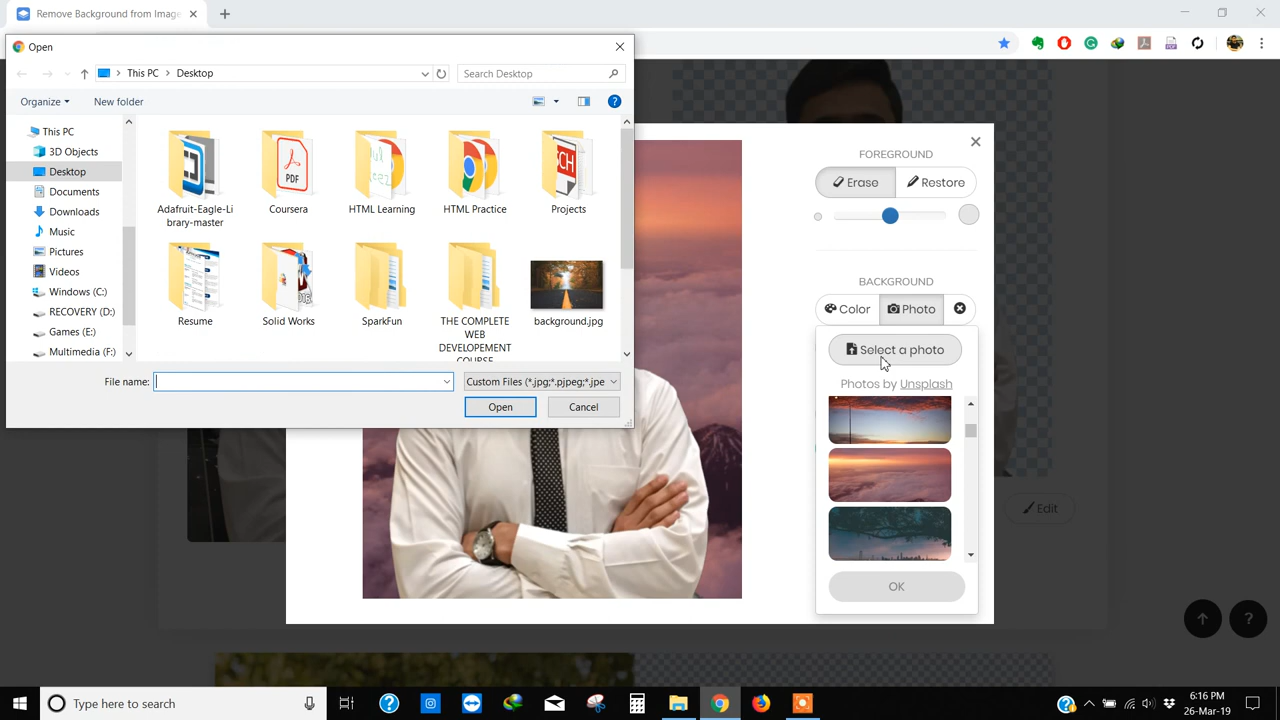 Remove Background from Image
Open
This PC
Desktop
Search Desktop
Organize
New folder
This PC
3D Objects
Desktop
Documents
Downloads
Music
Pictures
Videos
Windows (C:)
RECOVERY (D:)
Games (E:)
Multimedia (F:)
Adafruit-Eagle-Li
brary-master
PDF
Coursera
HTML Learning
HTML Practice
Projects
Resume
Solid Works
SparkFun
THE COMPLETE
WEB
DEVELOPEMENT
COURSE
background.jpg
File name:
Custom Files (*.jpg;*.pjpeg;*.jpe
Open
Cancel
FOREGROUND
Erase
Restore
BACKGROUND
Color
Photo
Select a photo
Photos by Unsplash
OK
Edit
Type here to search
6:16 PM
26-Mar-19